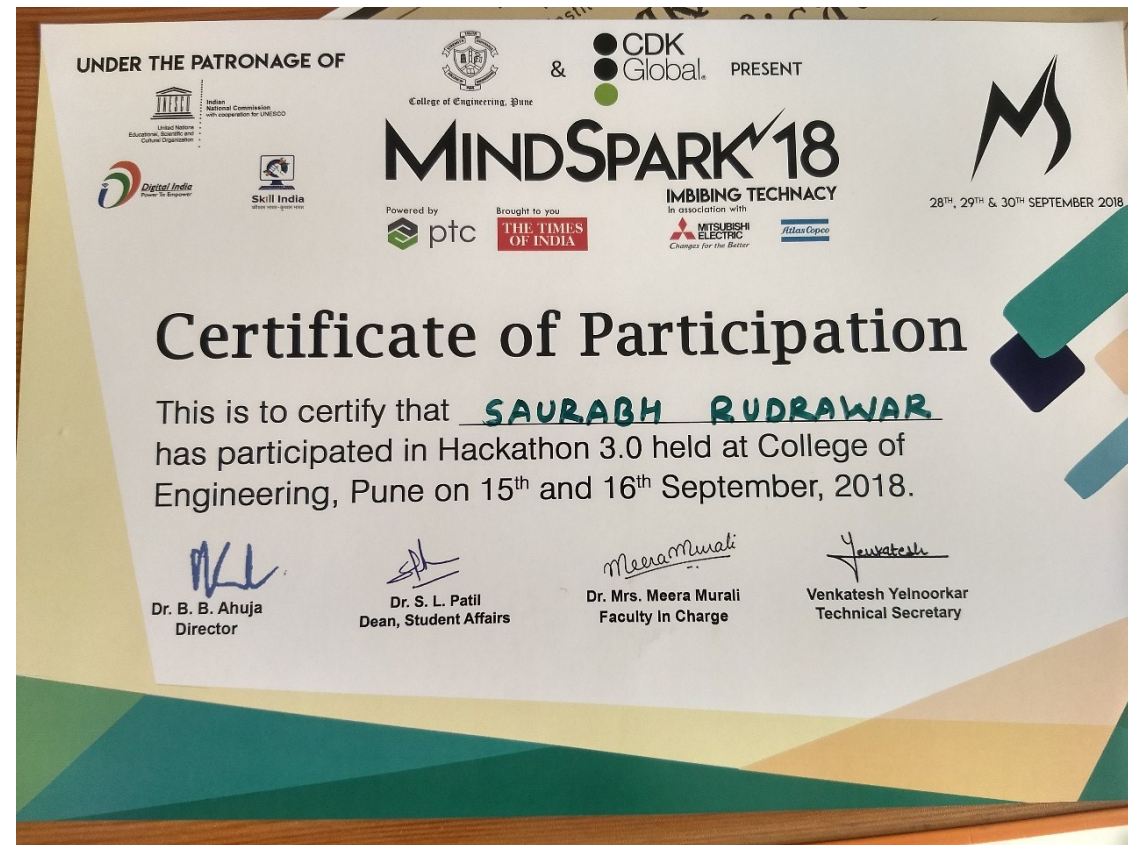 UNDER THE PATRONAGE OF
UNESCO
United Nations
Educational, Scientific and
Cultural Organization
Indian
National Commission
with cooperation for UNESCO
Digital India
Power To Empower
Skill India
कौशल भारत-कुशल भारत
College of Engineering, Pune
&
CDK
Global.
PRESENT
MINDSPARK'18
IMBIBING TECHNACY
Powered by
ptc
Brought to you
THE TIMES
OF INDIA
In association with
MITSUBISHI
ELECTRIC
Changes for the Better
Atlas Copco
28TH, 29TH & 30TH SEPTEMBER 2018
Certificate of Participation
This is to certify that SAURABH RUDRAWAR
has participated in Hackathon 3.0 held at College of
Engineering, Pune on 15th and 16th September, 2018.
Meera Murali
Venkatesh
Dr. B. B. Ahuja
Director
Dr. S. L. Patil
Dean, Student Affairs
Dr. Mrs. Meera Murali
Faculty In Charge
Venkatesh Yelnoorkar
Technical Secretary